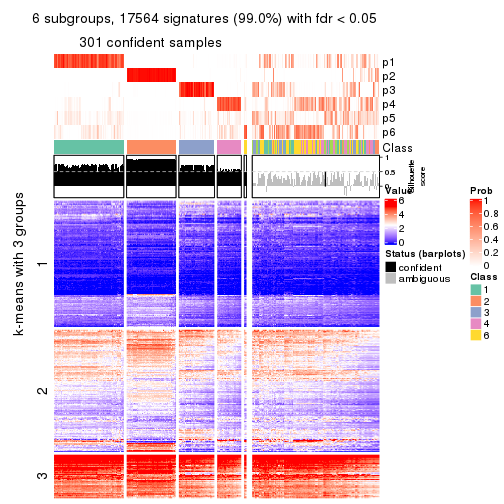 6 subgroups, 17564 signatures (99.0%) with fdr < 0.05
301 confident samples
p1
p2
p3
p4
p5
p6
Class
1
0.5
0
Silhouette
score
k-means with 3 groups
1
2
3
Value
6
4
2
0
Status (barplots)
confident
ambiguous
Prob
1
0.8
0.6
0.4
0.2
0
Class
1
2
3
4
6